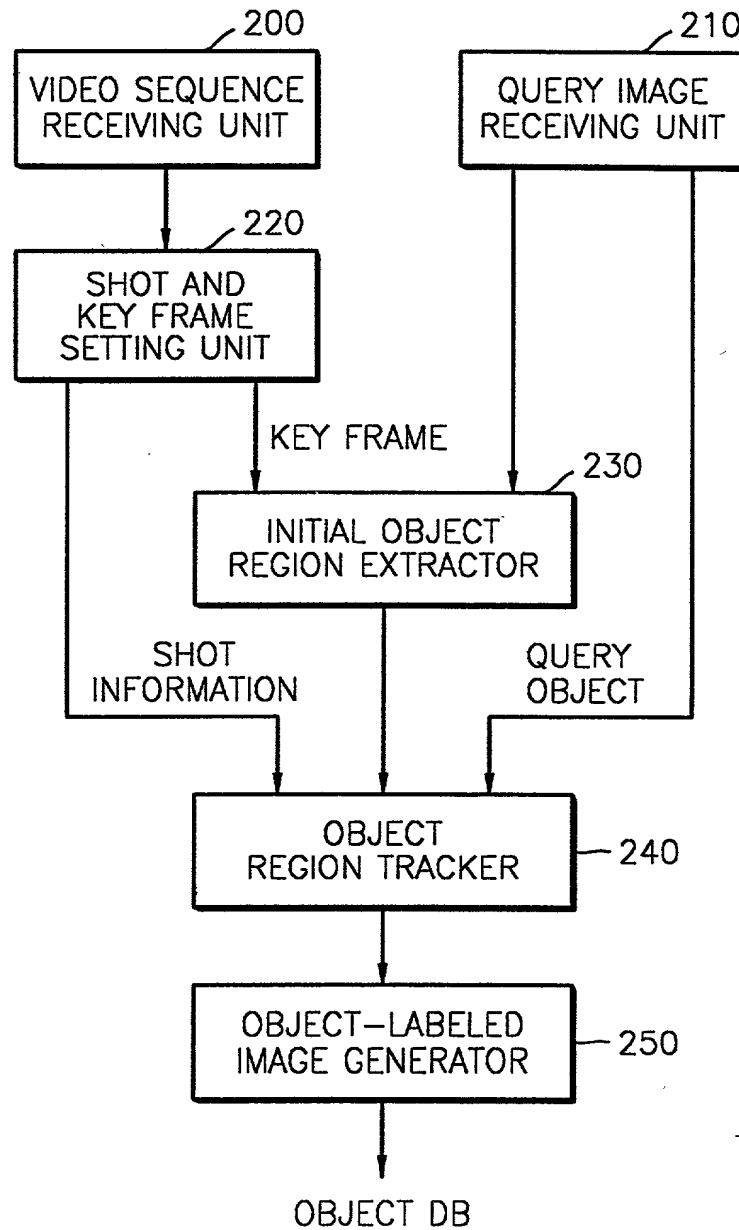 200
VIDEO SEQUENCE
RECEIVING UNIT
210
QUERY IMAGE
RECEIVING UNIT
220
SHOT AND
KEY FRAME
SETTING UNIT
KEY FRAME
230
INITIAL OBJECT
REGION EXTRACTOR
SHOT
INFORMATION
QUERY
OBJECT
OBJECT
REGION TRACKER
240
OBJECT-LABELED
IMAGE GENERATOR
250
OBJECT DB